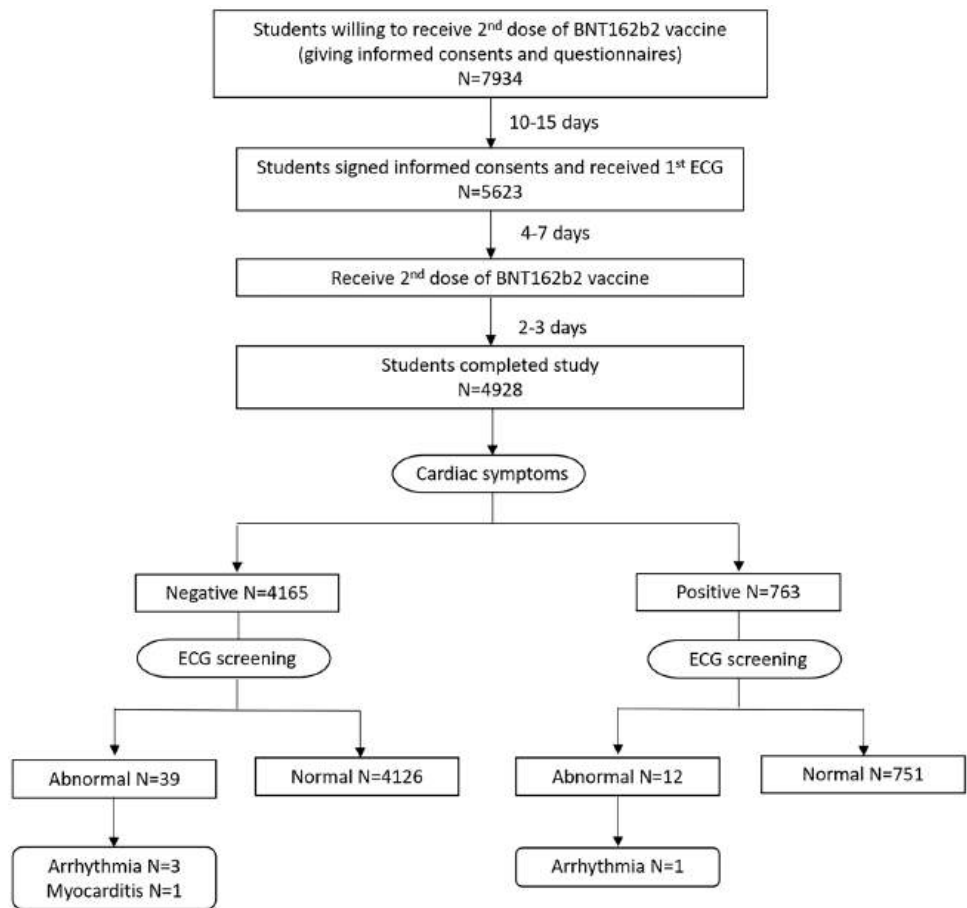 Students willing to receive 2nd dose of BNT162b2 vaccine
(giving informed consents and questionnaires)
N=7934
10-15 days
Students signed informed consents and received 1st ECG
N=5623
4-7 days
Receive 2nd dose of BNT162b2 vaccine
2-3 days
Students completed study
N=4928
Cardiac symptoms
Negative N=4165
Positive N=763
ECG screening
ECG screening
Abnormal N=39
Normal N=4126
Abnormal N=12
Normal N=751
Arrhythmia N=3
Myocarditis N=1
Arrhythmia N=1